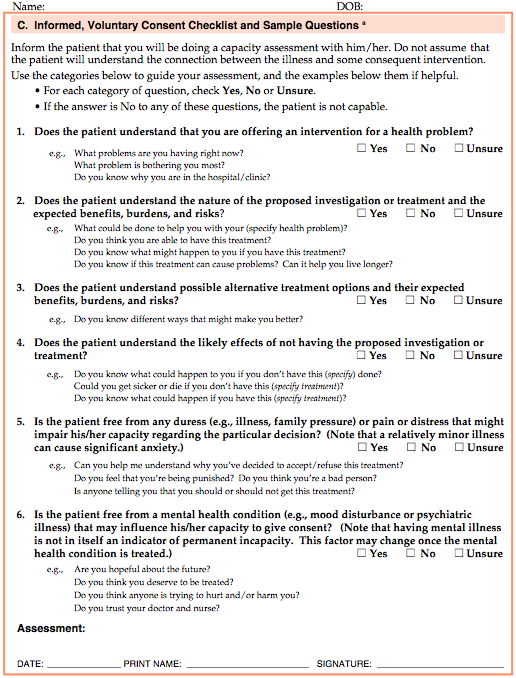 Name: DOB:
C. Informed, Voluntary Consent Checklist and Sample Questions a
Inform the patient that you will be doing a capacity assessment with him/her. Do not assume that
the patient will understand the connection between the illness and some consequent intervention.
Use the categories below to guide your assessment, and the examples below them if helpful.
• For each category of question, check Yes, No or Unsure.
• If the answer is No to any of these questions, the patient is not capable.
1. Does the patient understand that you are offering an intervention for a health problem?
☐ Yes ☐ No ☐ Unsure
e.g., What problems are you having right now?
What problem is bothering you most?
Do you know why you are in the hospital/clinic?
2. Does the patient understand the nature of the proposed investigation or treatment and the
expected benefits, burdens, and risks? ☐ Yes ☐ No ☐ Unsure
e.g., What could be done to help you with your (specify health problem)?
Do you think you are able to have this treatment?
Do you know what might happen to you if you have this treatment?
Do you know if this treatment can cause problems? Can it help you live longer?
3. Does the patient understand possible alternative treatment options and their expected
benefits, burdens, and risks? ☐ Yes ☐ No ☐ Unsure
e.g., Do you know different ways that might make you better?
4. Does the patient understand the likely effects of not having the proposed investigation or
treatment? ☐ Yes ☐ No ☐ Unsure
e.g., Do you know what could happen to you if you don't have this (specify) done?
Could you get sicker or die if you don't have this (specify treatment)?
Do you know what could happen if you have this (specify treatment)?
5. Is the patient free from any duress (e.g., illness, family pressure) or pain or distress that might
impair his/her capacity regarding the particular decision? (Note that a relatively minor illness
can cause significant anxiety.) ☐ Yes ☐ No ☐ Unsure
e.g., Can you help me understand why you've decided to accept/refuse this treatment?
Do you feel that you're being punished? Do you think you're a bad person?
Is anyone telling you that you should or should not get this treatment?
6. Is the patient free from a mental health condition (e.g., mood disturbance or psychiatric
illness) that may influence his/her capacity to give consent? (Note that having mental illness
is not in itself an indicator of permanent incapacity. This factor may change once the mental
health condition is treated.) ☐ Yes ☐ No ☐ Unsure
e.g., Are you hopeful about the future?
Do you think you deserve to be treated?
Do you think anyone is trying to hurt and/or harm you?
Do you trust your doctor and nurse?
Assessment:
DATE: PRINT NAME: SIGNATURE: